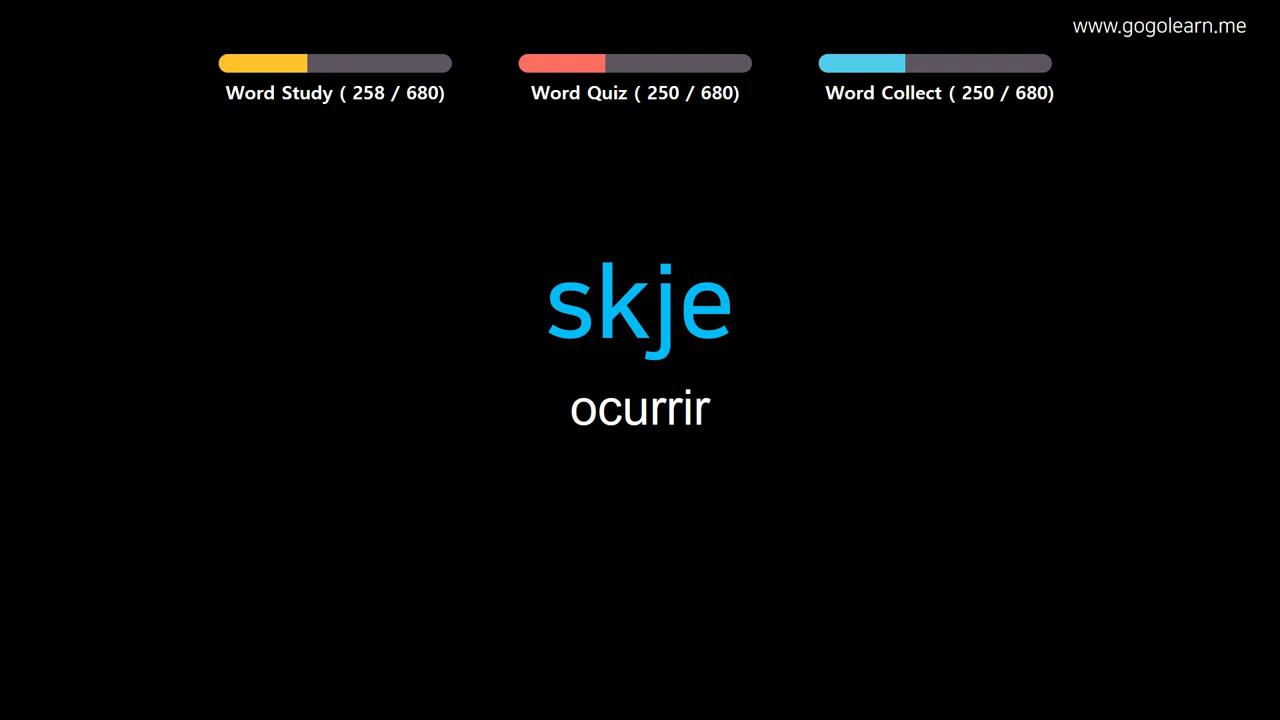 www.gogolearn.me
Word Study ( 258 / 680)
Word Quiz ( 250 / 680)
Word Collect ( 250 / 680)
skje
ocurrir